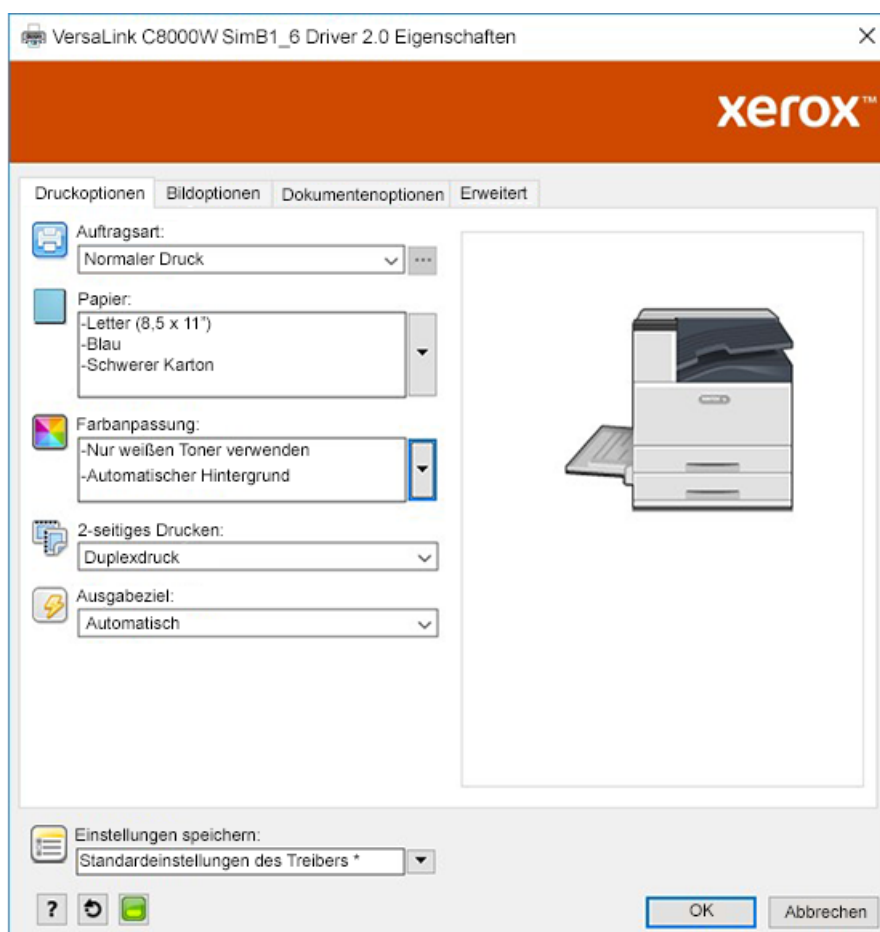 VersaLink C8000W SimB1_6 Driver 2.0 Eigenschaften
xerox™
Druckoptionen Bildoptionen Dokumentenoptionen Erweitert
Auftragsart:
Normaler Druck
Papier:
-Letter (8,5 x 11")
-Blau
-Schwerer Karton
Farbanpassung:
-Nur weißen Toner verwenden
-Automatischer Hintergrund
2-seitiges Drucken:
Duplexdruck
Ausgabeziel:
Automatisch
Einstellungen speichern:
Standardeinstellungen des Treibers *
?
OK Abbrechen